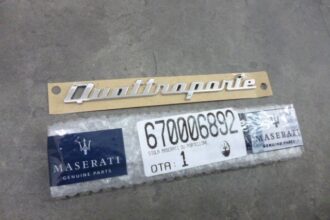 Quattroporte
670006892
MASERATI
GENUINE PARTS
QTA: 1
MASERATI
GENUINE PARTS